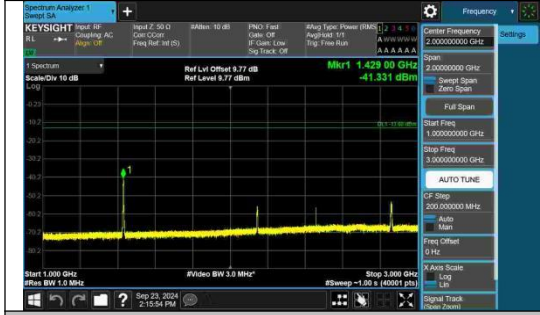 Spectrum Analyzer 1
Swept SA
Frequency
KEYSIGHT
RL
Input: RF
Coupling: AC
Align: Off
Input Z: 50 Ω
Corr CCorr
Freq Ref: Int (S)
#Atten: 10 dB
PNO: Fast
Gate: Off
IF Gain: Low
Sig Track: Off
#Avg Type: Power (RMS)
Avg|Hold: 1/1
Trig: Free Run
1 2 3 4 5 6
A W W W W W
A A A A A A
1 Spectrum
Scale/Div 10 dB
Ref Lvl Offset 9.77 dB
Ref Level 9.77 dBm
Mkr1 1.429 00 GHz
-41.331 dBm
Log
-0.23
-10.2
-20.2
-30.2
-40.2
-50.2
-60.2
-70.2
-80.2
1
Start 1.000 GHz
#Res BW 1.0 MHz
#Video BW 3.0 MHz*
Stop 3.000 GHz
#Sweep ~1.00 s (40001 pts)
Sep 23, 2024
2:15:54 PM
Center Frequency
2.000000000 GHz
Settings
Span
2.00000000 GHz
Swept Span
Zero Span
Full Span
Start Freq
1.000000000 GHz
Stop Freq
3.000000000 GHz
AUTO TUNE
CF Step
200.000000 MHz
Auto
Man
Freq Offset
0 Hz
X Axis Scale
Log
Lin
Signal Track
(Span Zoom)